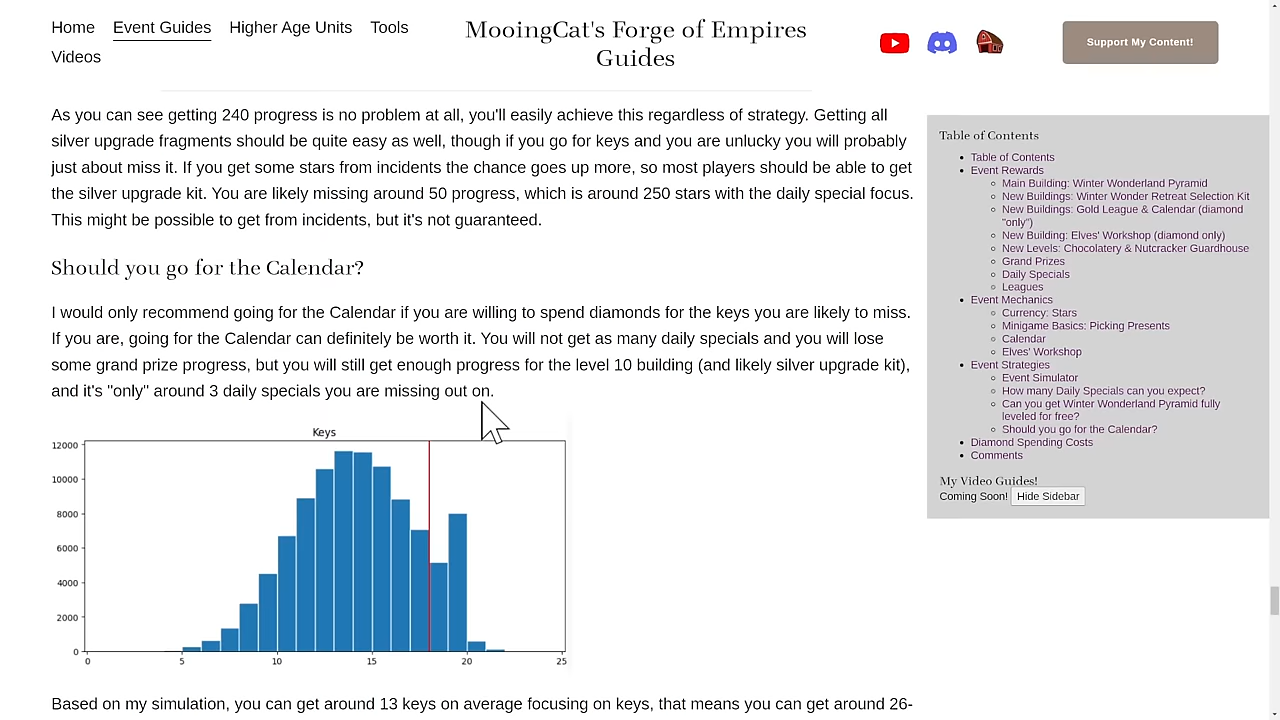 Home Event Guides Higher Age Units Tools
Videos
MooingCat's Forge of Empires
Guides
Support My Content!
As you can see getting 240 progress is no problem at all, you'll easily achieve this regardless of strategy. Getting all
silver upgrade fragments should be quite easy as well, though if you go for keys and you are unlucky you will probably
just about miss it. If you get some stars from incidents the chance goes up more, so most players should be able to get
the silver upgrade kit. You are likely missing around 50 progress, which is around 250 stars with the daily special focus.
This might be possible to get from incidents, but it's not guaranteed.
Should you go for the Calendar?
I would only recommend going for the Calendar if you are willing to spend diamonds for the keys you are likely to miss.
If you are, going for the Calendar can definitely be worth it. You will not get as many daily specials and you will lose
some grand prize progress, but you will still get enough progress for the level 10 building (and likely silver upgrade kit),
and it's "only" around 3 daily specials you are missing out on.
Keys
12000
10000
8000
6000
4000
2000
0
0 5 10 15 20 25
Based on my simulation, you can get around 13 keys on average focusing on keys, that means you can get around 26-
Table of Contents
Table of Contents
Event Rewards
Main Building: Winter Wonderland Pyramid
New Buildings: Winter Wonder Retreat Selection Kit
New Buildings: Gold League & Calendar (diamond
"only")
New Building: Elves' Workshop (diamond only)
New Levels: Chocolatery & Nutcracker Guardhouse
Grand Prizes
Daily Specials
Leagues
Event Mechanics
Currency: Stars
Minigame Basics: Picking Presents
Calendar
Elves' Workshop
Event Strategies
Event Simulator
How many Daily Specials can you expect?
Can you get Winter Wonderland Pyramid fully
leveled for free?
Should you go for the Calendar?
Diamond Spending Costs
Comments
My Video Guides!
Coming Soon! Hide Sidebar